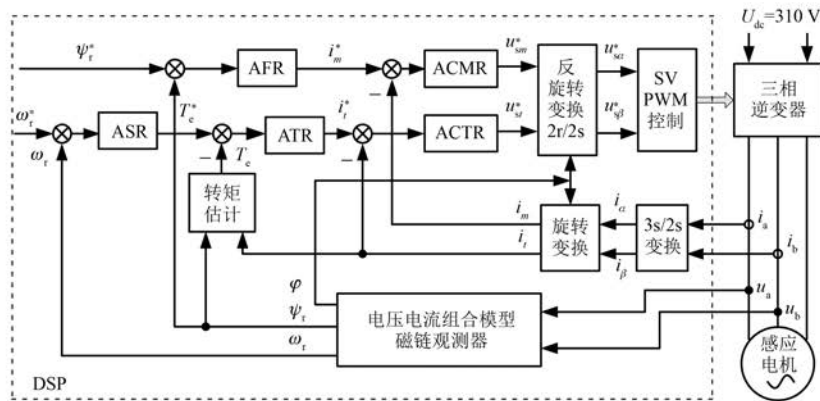 U_dc=310 V
ψ_r^*
AFR
i_m^*
ACMR
u_sm^*
反
旋转
变换
2r/2s
u_sα^*
SV
PWM
控制
三相
逆变器
ω_r^*
ω_r
ASR
T_e^*
T_e
ATR
i_t^*
ACTR
u_st^*
u_sβ^*
转矩
估计
i_m
i_t
旋转
变换
i_α
i_β
3s/2s
变换
i_a
i_b
φ
ψ_r
ω_r
电压电流组合模型
磁链观测器
u_a
u_b
感应
电机
DSP